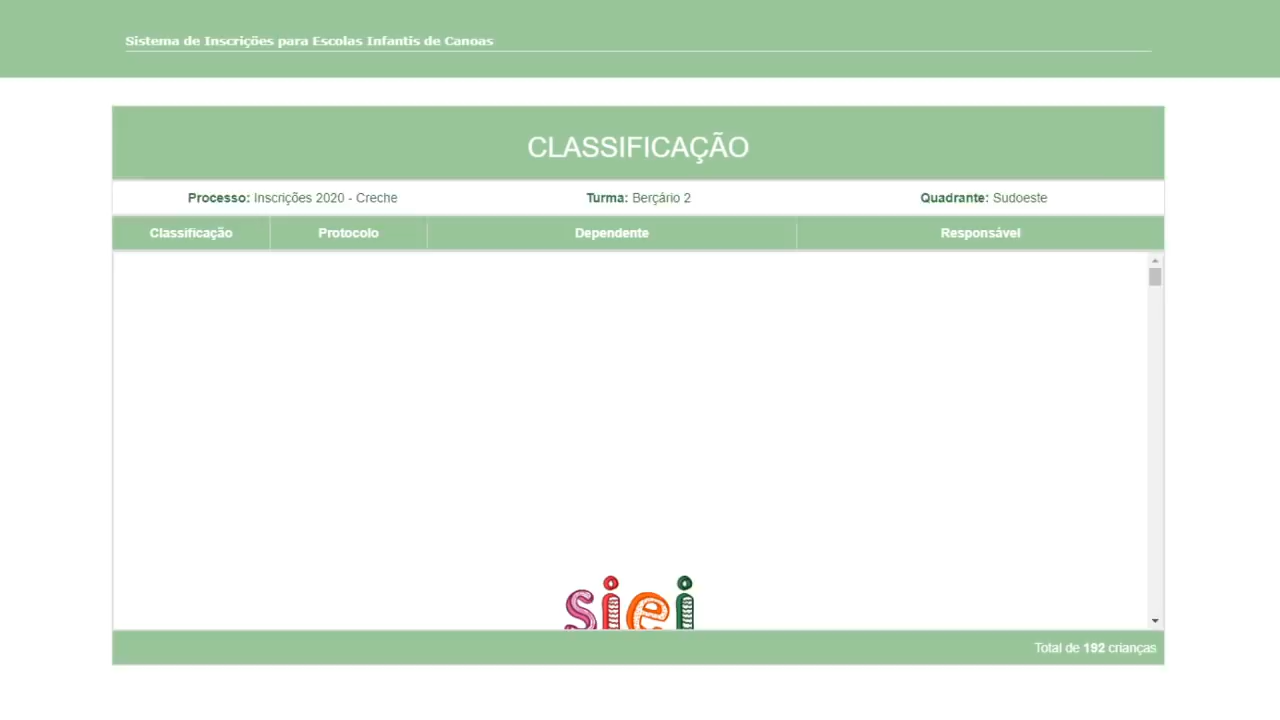 Sistema de Inscrições para Escolas Infantis de Canoas
CLASSIFICAÇÃO
Processo: Inscrições 2020 - Creche Turma: Berçário 2 Quadrante: Sudoeste
Classificação Protocolo Dependente Responsável
siei
Total de 192 crianças